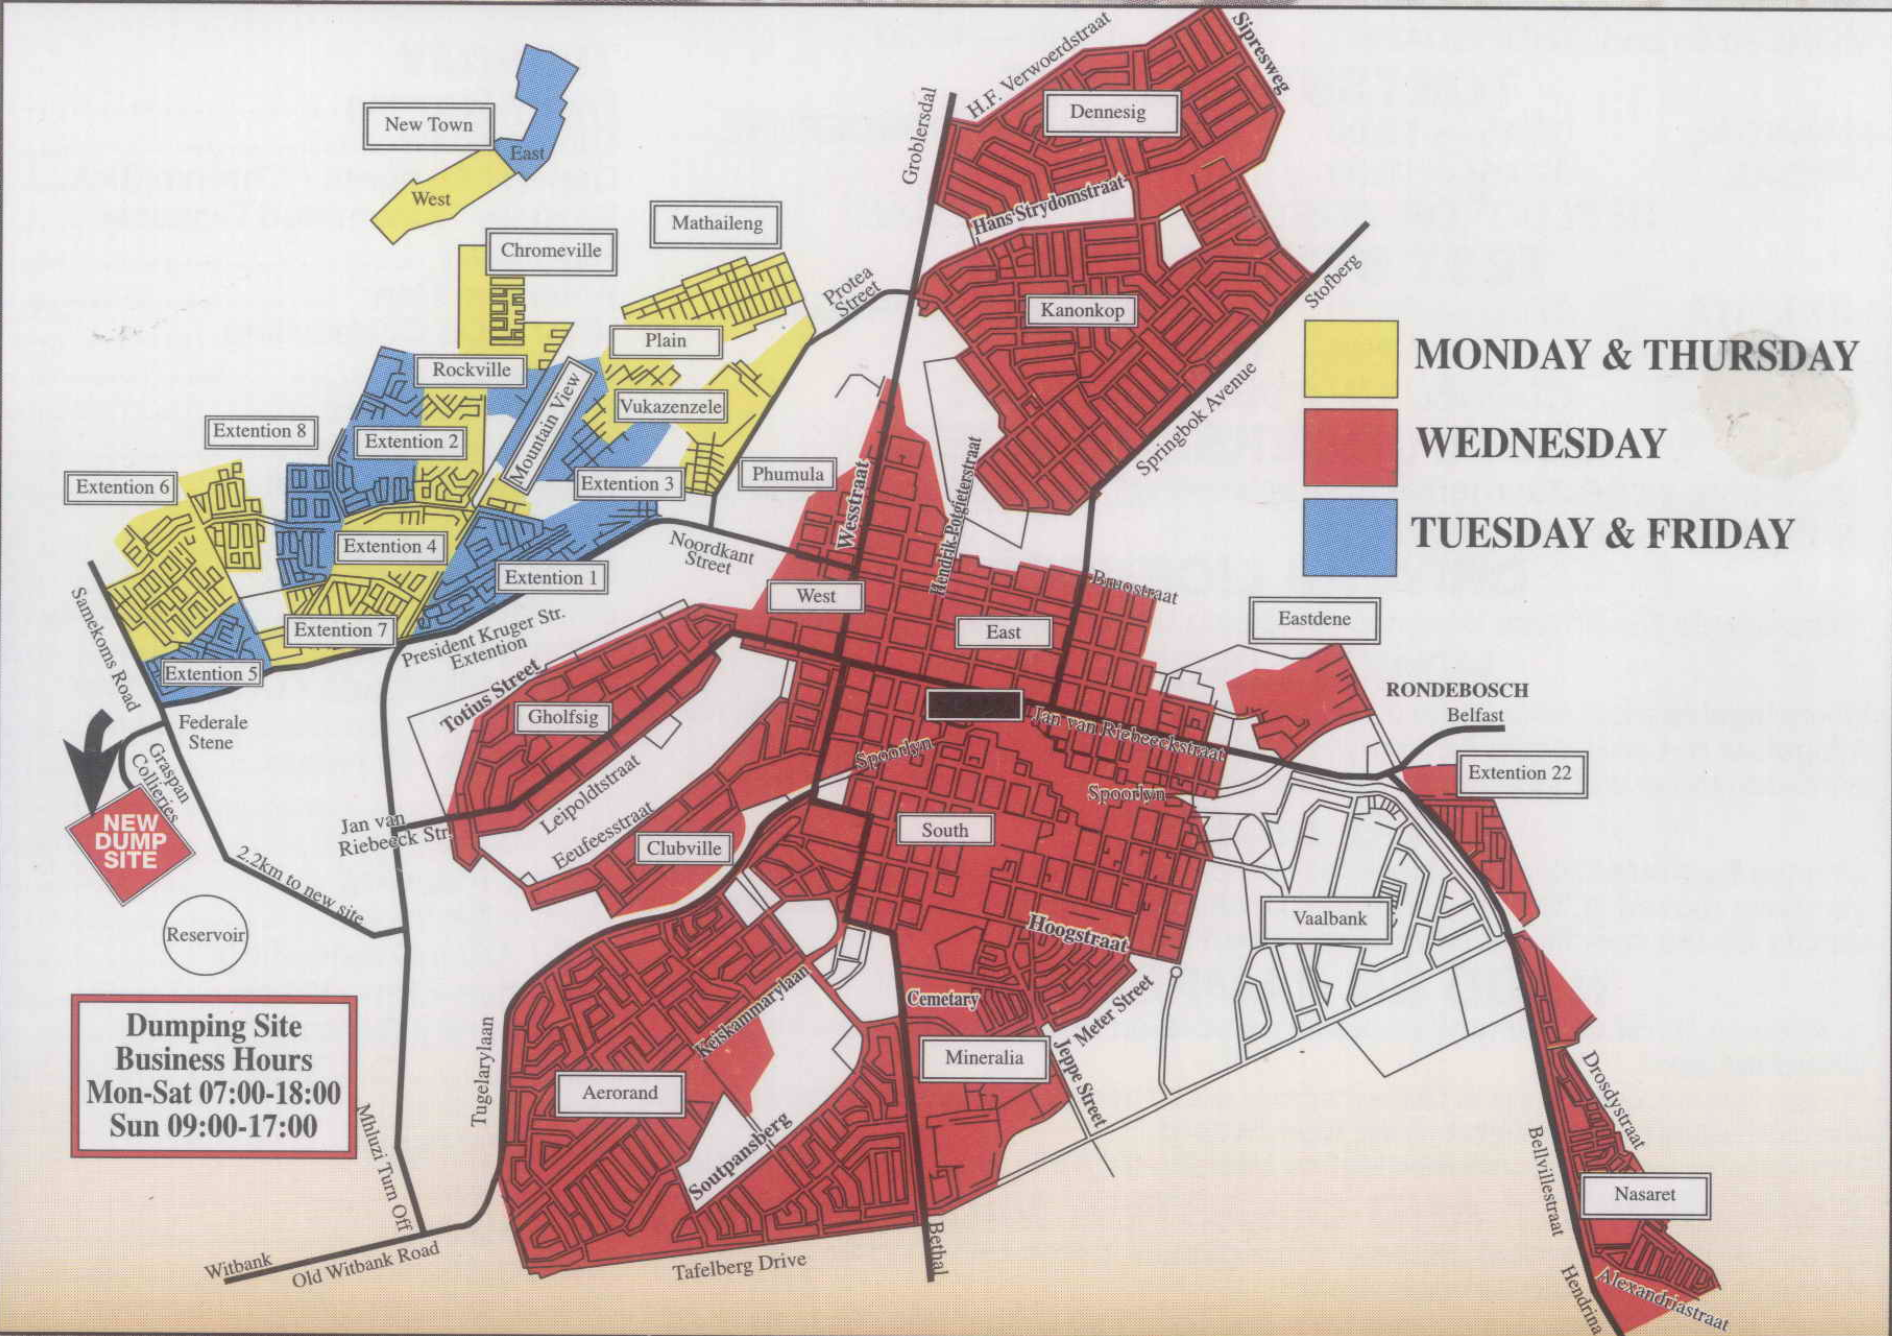 Sipresweg
H.F. Verwoerdstraat
Groblersdal
Dennesig
New Town
East
West
Hans Strydomstraat
Mathaileng
Chromeville
Protea
Street
Stofberg
Kanonkop
Plain
Rockville
Mountain View
Vukazenzele
MONDAY & THURSDAY
Springbok Avenue
WEDNESDAY
TUESDAY & FRIDAY
Extention 8
Extention 2
Extention 6
Extention 3
Phumula
Wesstraat
Hendrik Potgieterstraat
Extention 4
Noordkant
Street
Extention 1
West
Bruostraat
East
Eastdene
Samekoms Road
Extention 7
President Kruger Str.
Extention
Extention 5
Totius Street
Gholfsig
RONDEBOSCH
Belfast
Jan van Riebeeckstraat
Federale
Stene
Graspan
Collieries
Spoorlyn
Spoorlyn
Extention 22
Leipoldtstraat
Eeufeesstraat
Jan van
Riebeeck Str.
NEW
DUMP
SITE
South
Clubville
2.2km to new site
Vaalbank
Reservoir
Hoogstraat
Keiskammarylaan
Cemetary
Meter Street
Jeppe Street
Mineralia
Dumping Site
Business Hours
Mon-Sat 07:00-18:00
Sun 09:00-17:00
Tugelarylaan
Aerorand
Soutpansberg
Mhluzi Turn Off
Drosdystraat
Bellvillestraat
Nasaret
Witbank
Old Witbank Road
Tafelberg Drive
Bethal
Hendrina
Alexandriastraat